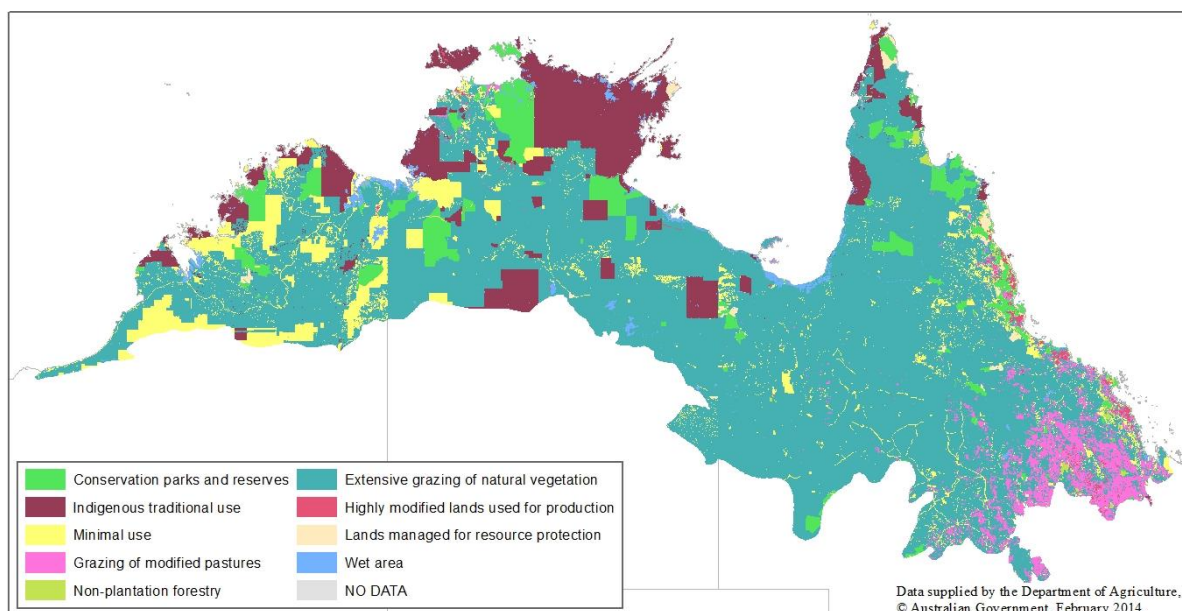 Conservation parks and reserves
Indigenous traditional use
Minimal use
Grazing of modified pastures
Non-plantation forestry
Extensive grazing of natural vegetation
Highly modified lands used for production
Lands managed for resource protection
Wet area
NO DATA
Data supplied by the Department of Agriculture,
© Australian Government, February 2014